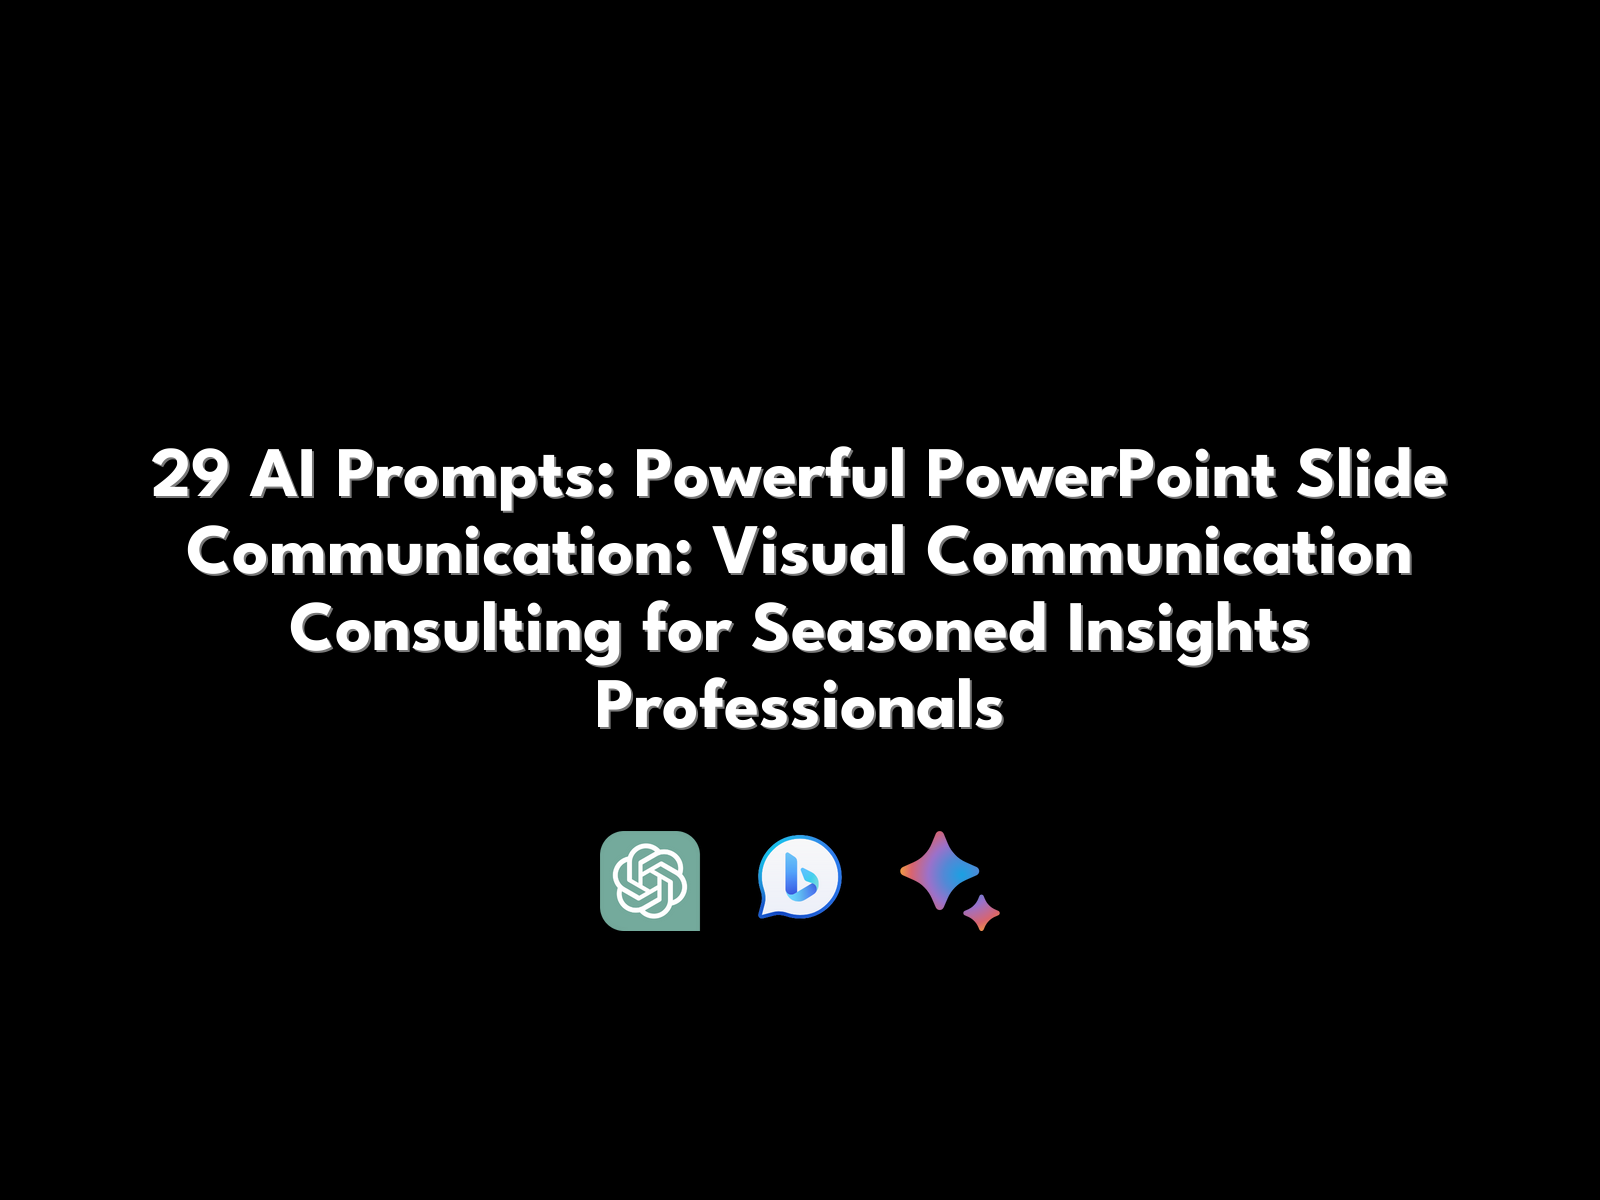 29 AI Prompts: Powerful PowerPoint Slide
Communication: Visual Communication
Consulting for Seasoned Insights
Professionals